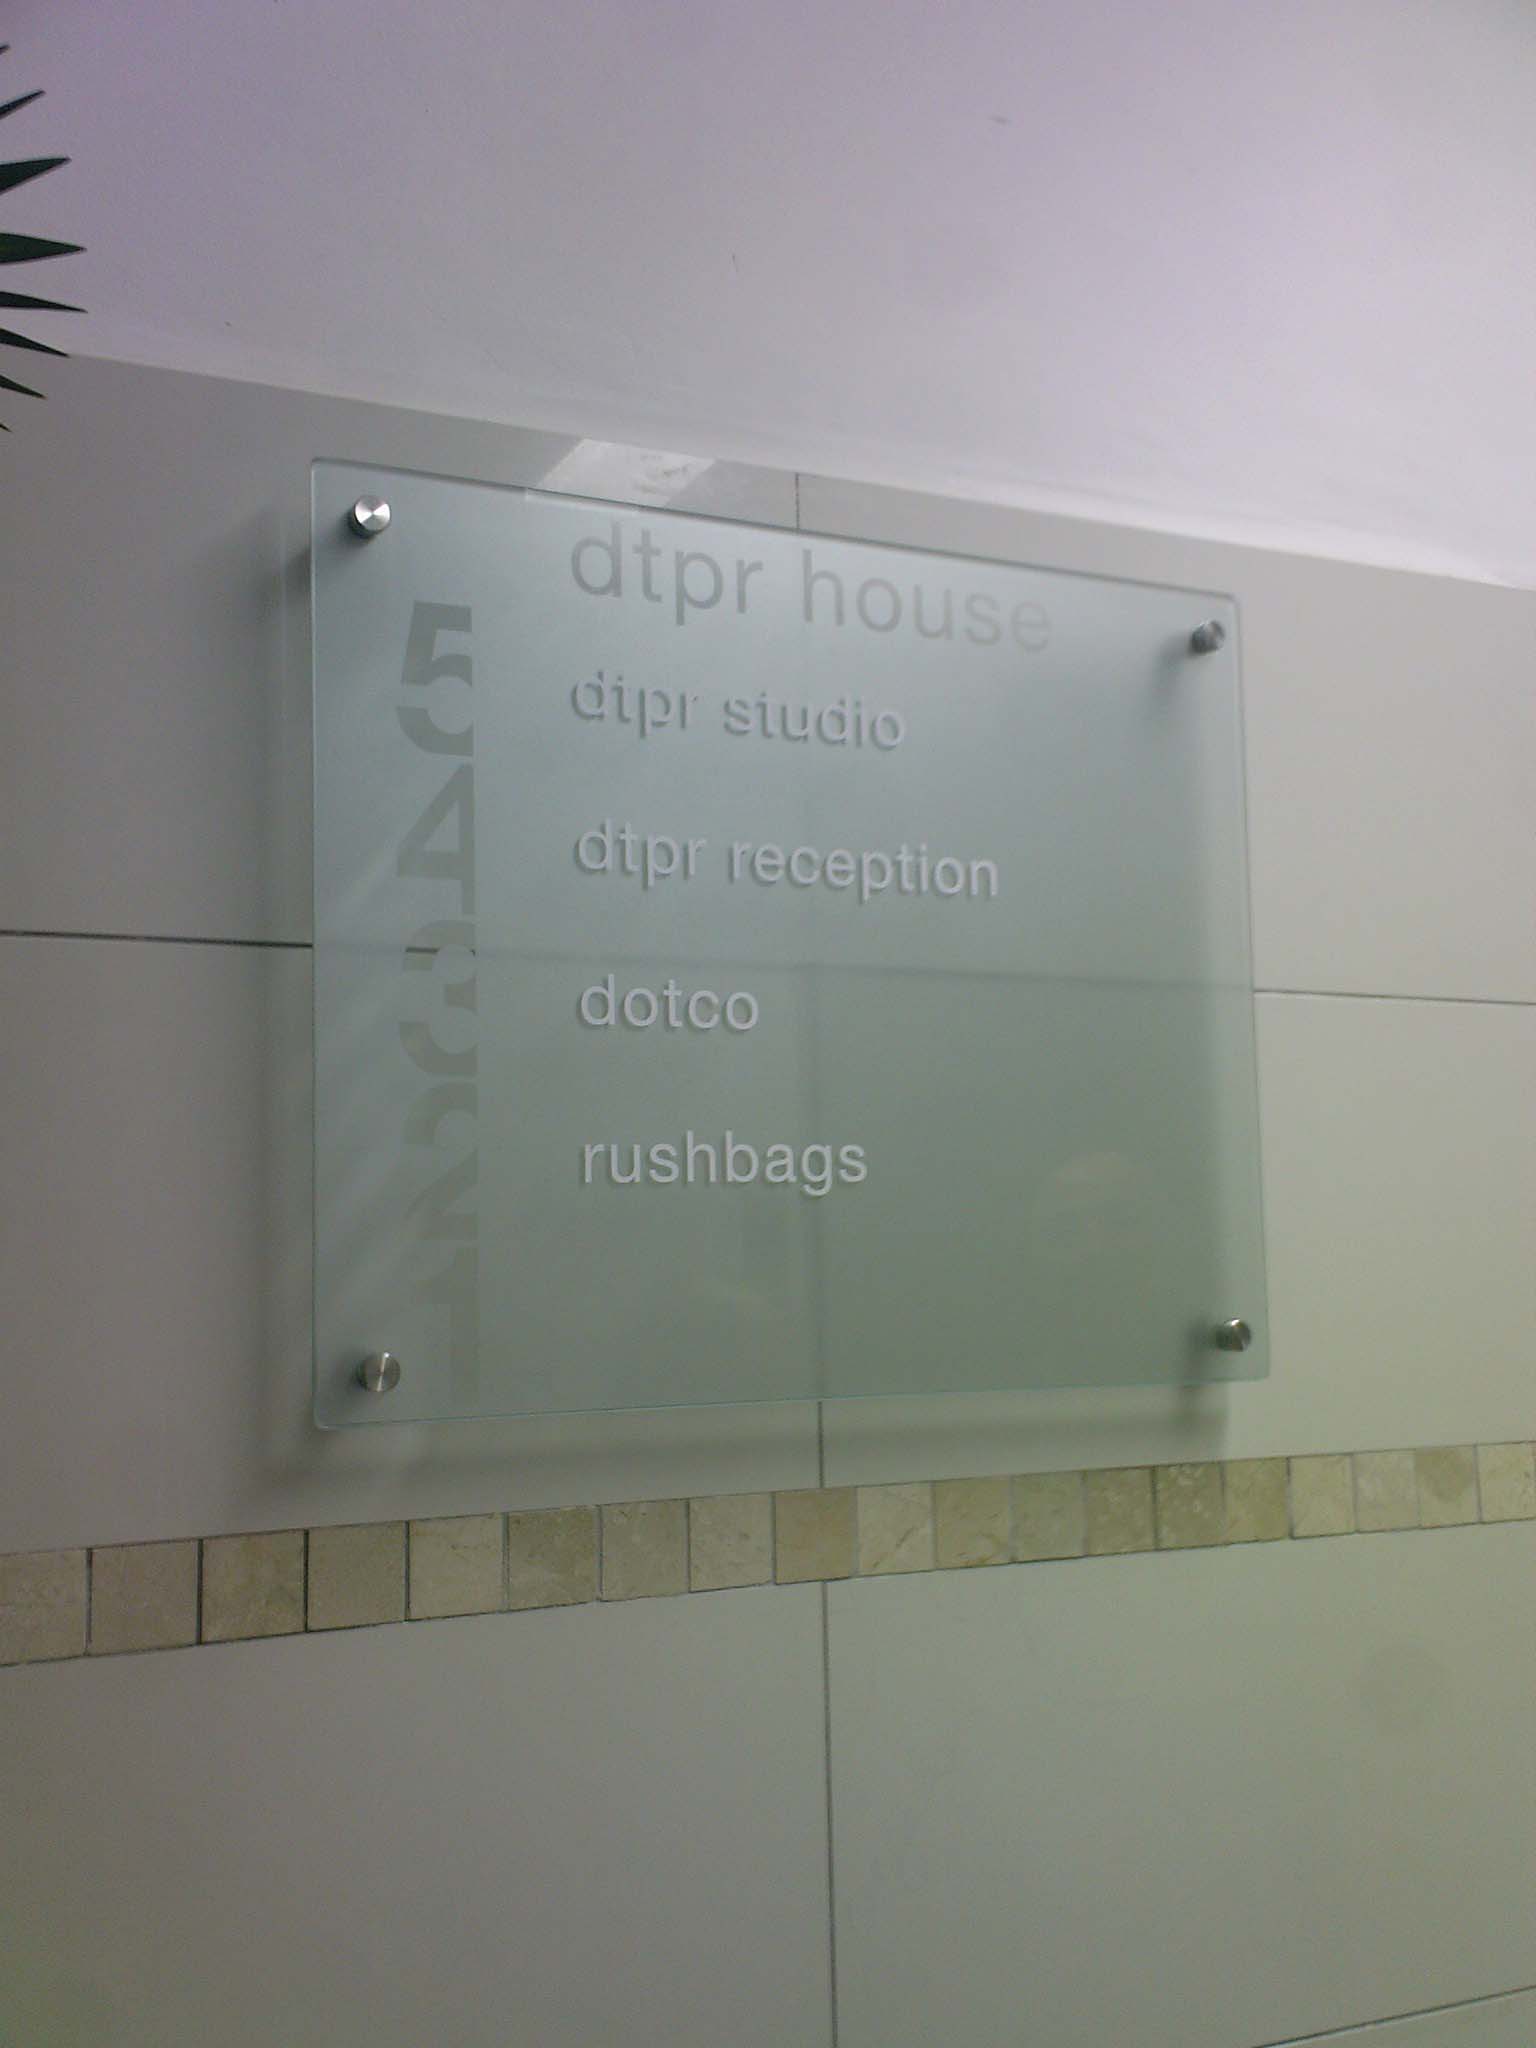 dtpr house
5 dtpr studio
4 dtpr reception
3 dotco
2 rushbags
1